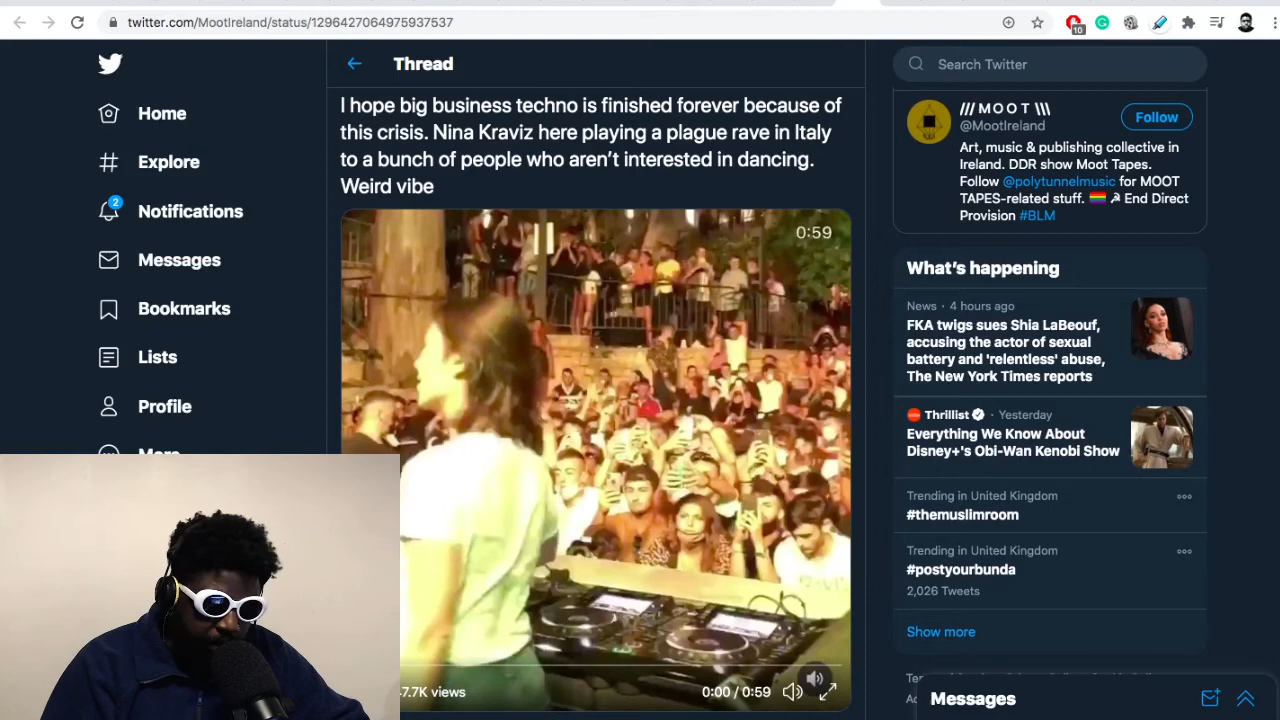 twitter.com/MootIreland/status/1296427064975937537
10
Home
Explore
2
Notifications
Messages
Bookmarks
Lists
Profile
More
Thread
I hope big business techno is finished forever because of
this crisis. Nina Kraviz here playing a plague rave in Italy
to a bunch of people who aren’t interested in dancing.
Weird vibe
0:59
7.7K views
0:00 / 0:59
Search Twitter
/// M O O T \\\
@MootIreland
Follow
Art, music & publishing collective in
Ireland. DDR show Moot Tapes.
Follow @polytunnelmusic for MOOT
TAPES-related stuff. 🏳️‍🌈 ☭ End Direct
Provision #BLM
What’s happening
News · 4 hours ago
FKA twigs sues Shia LaBeouf,
accusing the actor of sexual
battery and 'relentless' abuse,
The New York Times reports
Thrillist · Yesterday
Everything We Know About
Disney+'s Obi-Wan Kenobi Show
Trending in United Kingdom
#themuslimroom
Trending in United Kingdom
#postyourbunda
2,026 Tweets
Show more
Messages